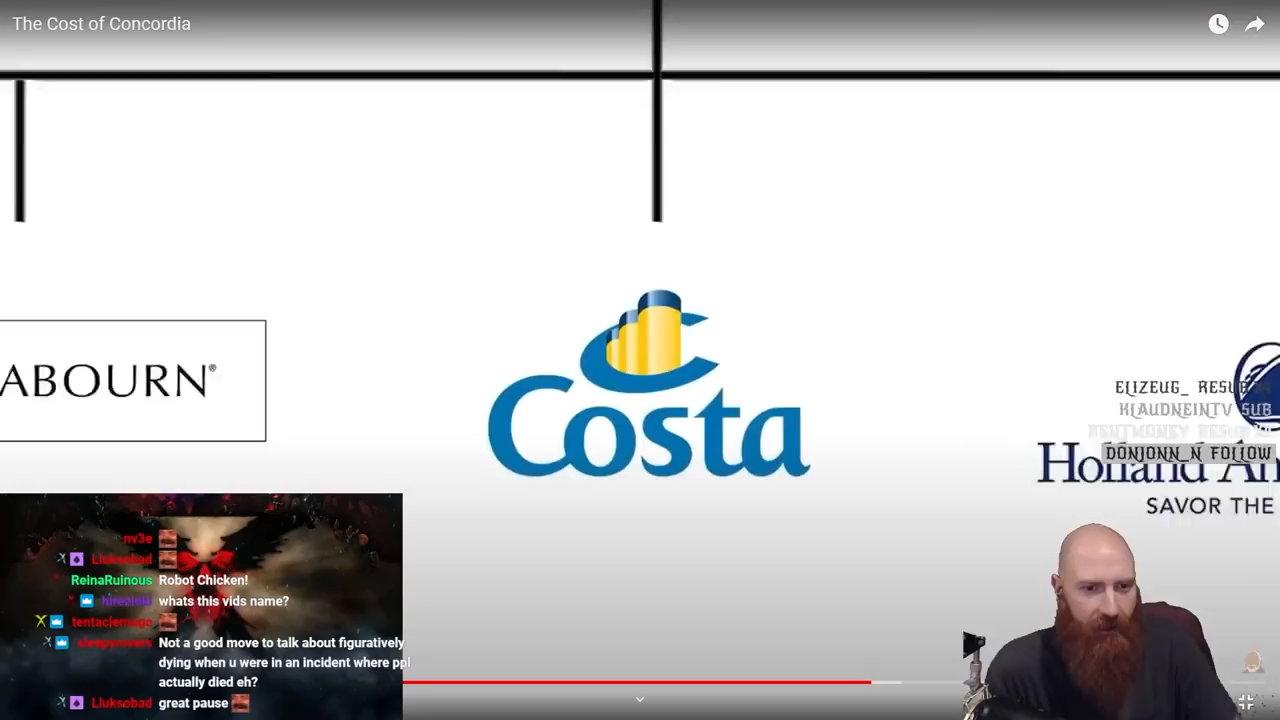 The Cost of Concordia
ABOURN®
Costa
ELIZEUG_ RESUB
KLAUDNEINTV SUB
DONJONN_N FOLLOW
Holland Am
SAVOR THE
nv3e
Lluksobad
ReinaRuinous Robot Chicken!
whats this vids name?
tentaclemage
Not a good move to talk about figuratively
dying when u were in an incident where ppl
actually died eh?
Lluksobad great pause